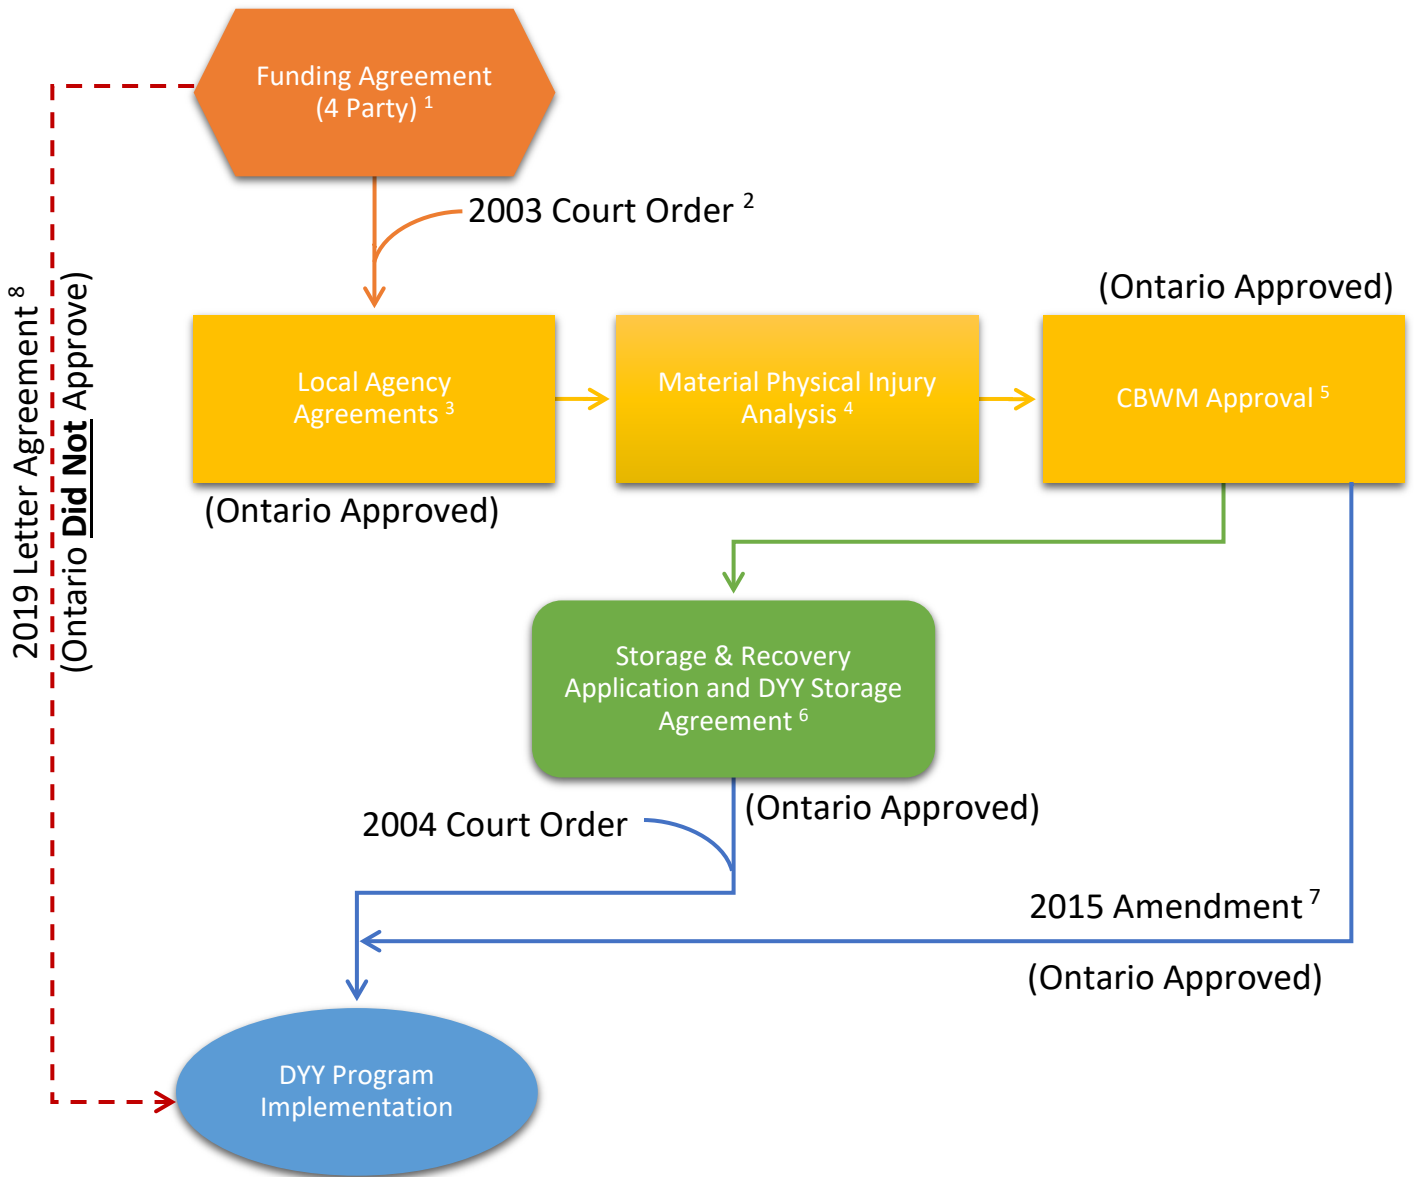 Funding Agreement
(4 Party) 1
2003 Court Order 2
(Ontario Approved)
Local Agency
Agreements 3
Material Physical Injury
Analysis 4
CBWM Approval 5
(Ontario Approved)
2019 Letter Agreement 8
(Ontario Did Not Approve)
Storage & Recovery
Application and DYY Storage
Agreement 6
(Ontario Approved)
2004 Court Order
2015 Amendment 7
(Ontario Approved)
DYY Program
Implementation